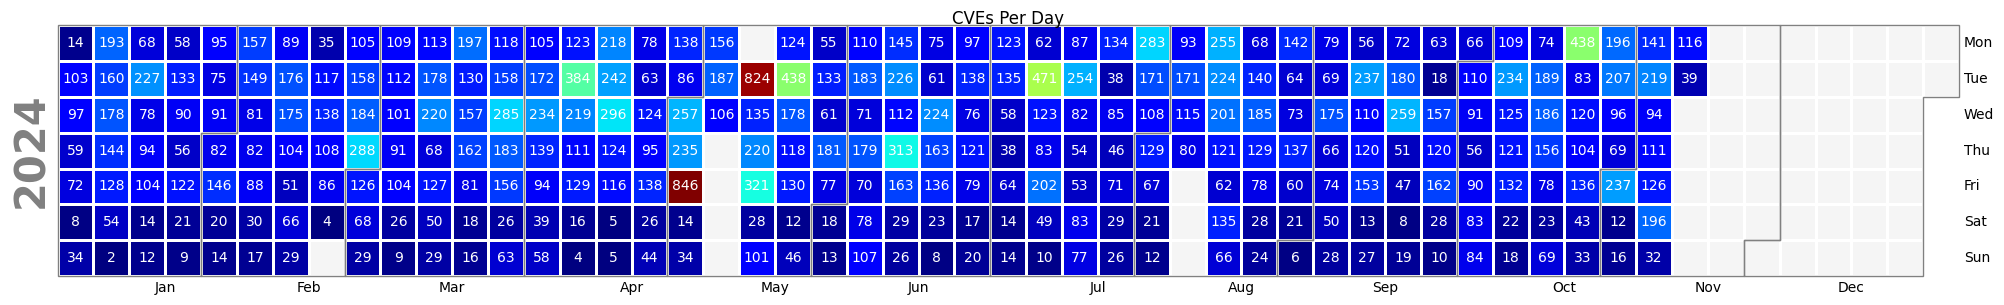 CVEs Per Day
2024
14 193 68 58 95 157 89 35 105 109 113 197 118 105 123 218 78 138 156 124 55 110 145 75 97 123 62 87 134 283 93 255 68 142 79 56 72 63 66 109 74 438 196 141 116 Mon
103 160 227 133 75 149 176 117 158 112 178 130 158 172 384 242 63 86 187 824 438 133 183 226 61 138 135 471 254 38 171 171 224 140 64 69 237 180 18 110 234 189 83 207 219 39 Tue
97 178 78 90 91 81 175 138 184 101 220 157 285 234 219 296 124 257 106 135 178 61 71 112 224 76 58 123 82 85 108 115 201 185 73 175 110 259 157 91 125 186 120 96 94 Wed
59 144 94 56 82 82 104 108 288 91 68 162 183 139 111 124 95 235 220 118 181 179 313 163 121 38 83 54 46 129 80 121 129 137 66 120 51 120 56 121 156 104 69 111 Thu
72 128 104 122 146 88 51 86 126 104 127 81 156 94 129 116 138 846 321 130 77 70 163 136 79 64 202 53 71 67 62 78 60 74 153 47 162 90 132 78 136 237 126 Fri
8 54 14 21 20 30 66 4 68 26 50 18 26 39 16 5 26 14 28 12 18 78 29 23 17 14 49 83 29 21 135 28 21 50 13 8 28 83 22 23 43 12 196 Sat
34 2 12 9 14 17 29 29 9 29 16 63 58 4 5 44 34 101 46 13 107 26 8 20 14 10 77 26 12 66 24 6 28 27 19 10 84 18 69 33 16 32 Sun
Jan Feb Mar Apr May Jun Jul Aug Sep Oct Nov Dec